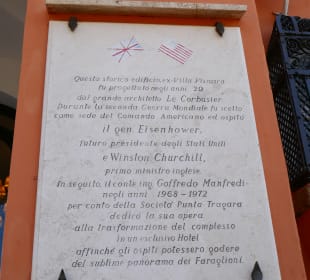 Questo storico edificio, ex-Villa Vismara
fu progettato negli anni '20
dal grande architetto Le Corbusier.
Durante la Seconda Guerra Mondiale fu scelto
come sede del Comando Americano ed ospitò
il gen. Eisenhower,
futuro presidente degli Stati Uniti
e Winston Churchill,
primo ministro inglese.
In seguito, il conte ing. Goffredo Manfredi-
negli anni 1968-1972
per conto della Società Punta Tragara
dedicò la sua opera
alla trasformazione del complesso
in un exclusivo Hotel
affinchè gli ospiti potessero godere
del sublime panorama dei Faraglioni.